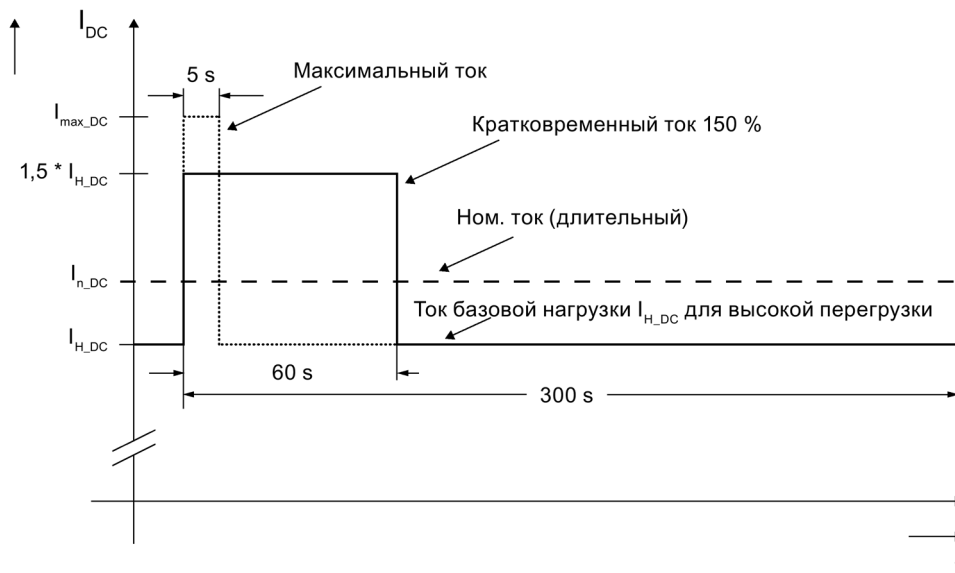 I_DC
5 s
Максимальный ток
I_max_DC
Кратковременный ток 150 %
1,5 * I_H_DC
Ном. ток (длительный)
I_n_DC
Ток базовой нагрузки I_H_DC для высокой перегрузки
I_H_DC
60 s
300 s